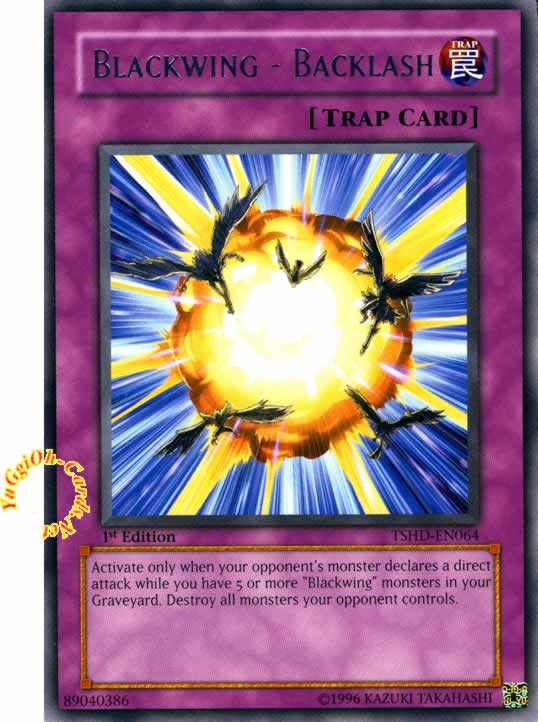 BLACKWING - BACKLASH
TRAP
罠
[TRAP CARD]
YuGgiOh-Cards.Net
1st Edition
TSHD-EN064
Activate only when your opponent's monster declares a direct
attack while you have 5 or more "Blackwing" monsters in your
Graveyard. Destroy all monsters your opponent controls.
89040386
©1996 KAZUKI TAKAHASHI